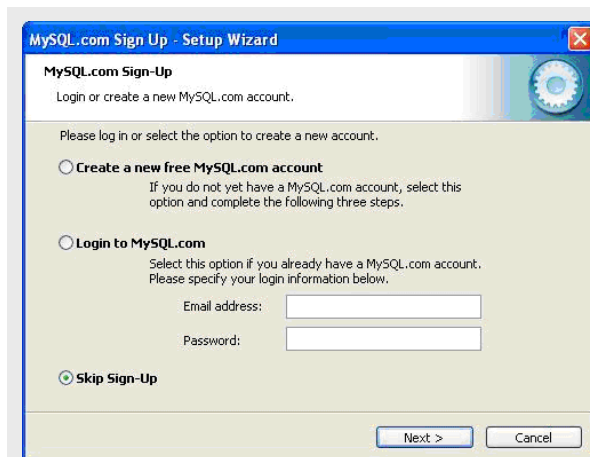 MySQL.com Sign Up - Setup Wizard
MySQL.com Sign-Up
Login or create a new MySQL.com account.
Please log in or select the option to create a new account.
Create a new free MySQL.com account
If you do not yet have a MySQL.com account, select this
option and complete the following three steps.
Login to MySQL.com
Select this option if you already have a MySQL.com account.
Please specify your login information below.
Email address:
Password:
Skip Sign-Up
Next >
Cancel